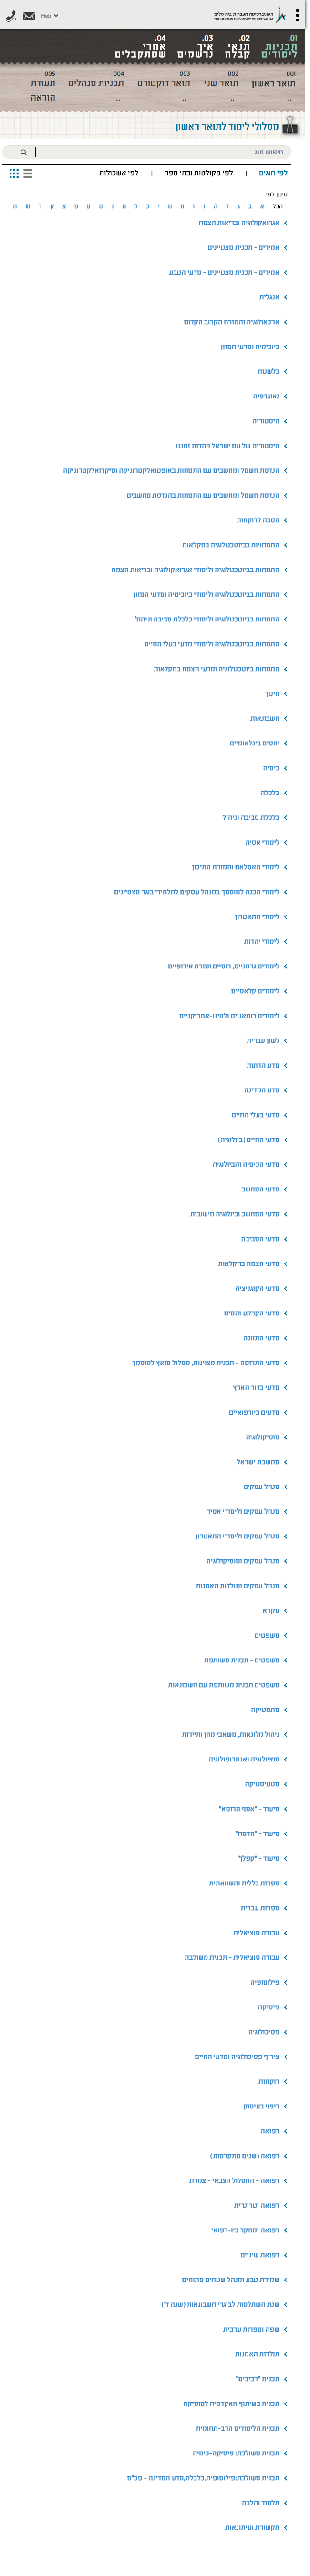 האוניברסיטה העברית בירושלים
THE HEBREW UNIVERSITY OF JERUSALEM
Heb
01. תכניות לימודים
02. תנאי קבלה
03. איך נרשמים
04. אחרי שמתקבלים
001 תואר ראשון ..
002 תואר שני ..
003 תואר דוקטורט ..
004 תכניות מנהלים ..
005 תעודת הוראה
מסלולי לימוד לתואר ראשון
חיפוש חוג
לפי חוגים | לפי פקולטות ובתי ספר | לפי אשכולות
סינון לפי
הכל א ב ג ד ה ו ז ח ט י כ ל מ נ ס ע פ צ ק ר ש ת
אגרואקולוגיה ובריאות הצמח
אמירים - תכנית מצטיינים
אמירים - תכנית מצטיינים - מדעי הטבע
אנגלית
ארכאולוגיה והמזרח הקרוב הקדום
ביוכימיה ומדעי המזון
בלשנות
גאוגרפיה
היסטוריה
היסטוריה של עם ישראל ויהדות זמננו
הנדסת חשמל ומחשבים עם התמחות באופטואלקטרוניקה ומיקרואלקטרוניקה
הנדסת חשמל ומחשבים עם התמחות בהנדסת מחשבים
הסבה לרוקחות
התמחויות בביוטכנולוגיה בחקלאות
התמחות בביוטכנולוגיה ולימודי אגרואקולוגיה ובריאות הצמח
התמחות בביוטכנולוגיה ולימודי ביוכימיה ומדעי המזון
התמחות בביוטכנולוגיה ולימודי כלכלת סביבה וניהול
התמחות בביוטכנולוגיה ולימודי מדעי בעלי החיים
התמחות ביוטכנולוגיה ומדעי הצמח בחקלאות
חינוך
חשבונאות
יחסים בינלאומיים
כימיה
כלכלה
כלכלת סביבה וניהול
לימודי אסיה
לימודי האסלאם והמזרח התיכון
לימודי הכנה למוסמך במנהל עסקים לתלמידי בוגר מצטיינים
לימודי התאטרון
לימודי יהדות
לימודים גרמניים, רוסיים ומזרח אירופיים
לימודים קלאסיים
לימודים רומאניים ולטינו-אמריקניים
לשון עברית
מדע הדתות
מדע המדינה
מדעי בעלי החיים
מדעי החיים (ביולוגיה)
מדעי הכימיה והביולוגיה
מדעי המחשב
מדעי המחשב וביולוגיה חישובית
מדעי הסביבה
מדעי הצמח בחקלאות
מדעי הקוגניציה
מדעי הקרקע והמים
מדעי התזונה
מדעי התרופה - תכנית מצוינות, מסלול מואץ למוסמך
מדעי כדור הארץ
מדעים ביורפואיים
מוסיקולוגיה
מחשבת ישראל
מנהל עסקים
מנהל עסקים ולימודי אסיה
מנהל עסקים ולימודי התאטרון
מנהל עסקים ומוסיקולוגיה
מנהל עסקים ותולדות האמנות
מקרא
משפטים
משפטים - תכנית משותפת
משפטים תכנית משותפת עם חשבונאות
מתמטיקה
ניהול מלונאות, משאבי מזון ותיירות
סוציולוגיה ואנתרופולוגיה
סטטיסטיקה
סיעוד - "אסף הרופא"
סיעוד - "הדסה"
סיעוד - "קפלן"
ספרות כללית והשוואתית
ספרות עברית
עבודה סוציאלית
עבודה סוציאלית - תכנית משולבת
פילוסופיה
פיסיקה
פסיכולוגיה
צירוף פסיכולוגיה ומדעי החיים
רוקחות
ריפוי בעיסוק
רפואה
רפואה (שנים מתקדמות)
רפואה - המסלול הצבאי - צמרת
רפואה וטרינרית
רפואה ומחקר ביו-רפואי
רפואת שיניים
שמירת טבע ומנהל שטחים פתוחים
שנת השתלמות לבוגרי חשבונאות (שנה ד')
שפה וספרות ערבית
תולדות האמנות
תכנית "רביבים"
תכנית בשיתוף האקדמיה למוסיקה
תכנית הלימודים הרב-תחומית
תכנית משולבת: פיסיקה-כימיה
תכנית משולבת:פילוסופיה,כלכלה,מדע המדינה - פכ"מ
תלמוד והלכה
תקשורת ועיתונאות